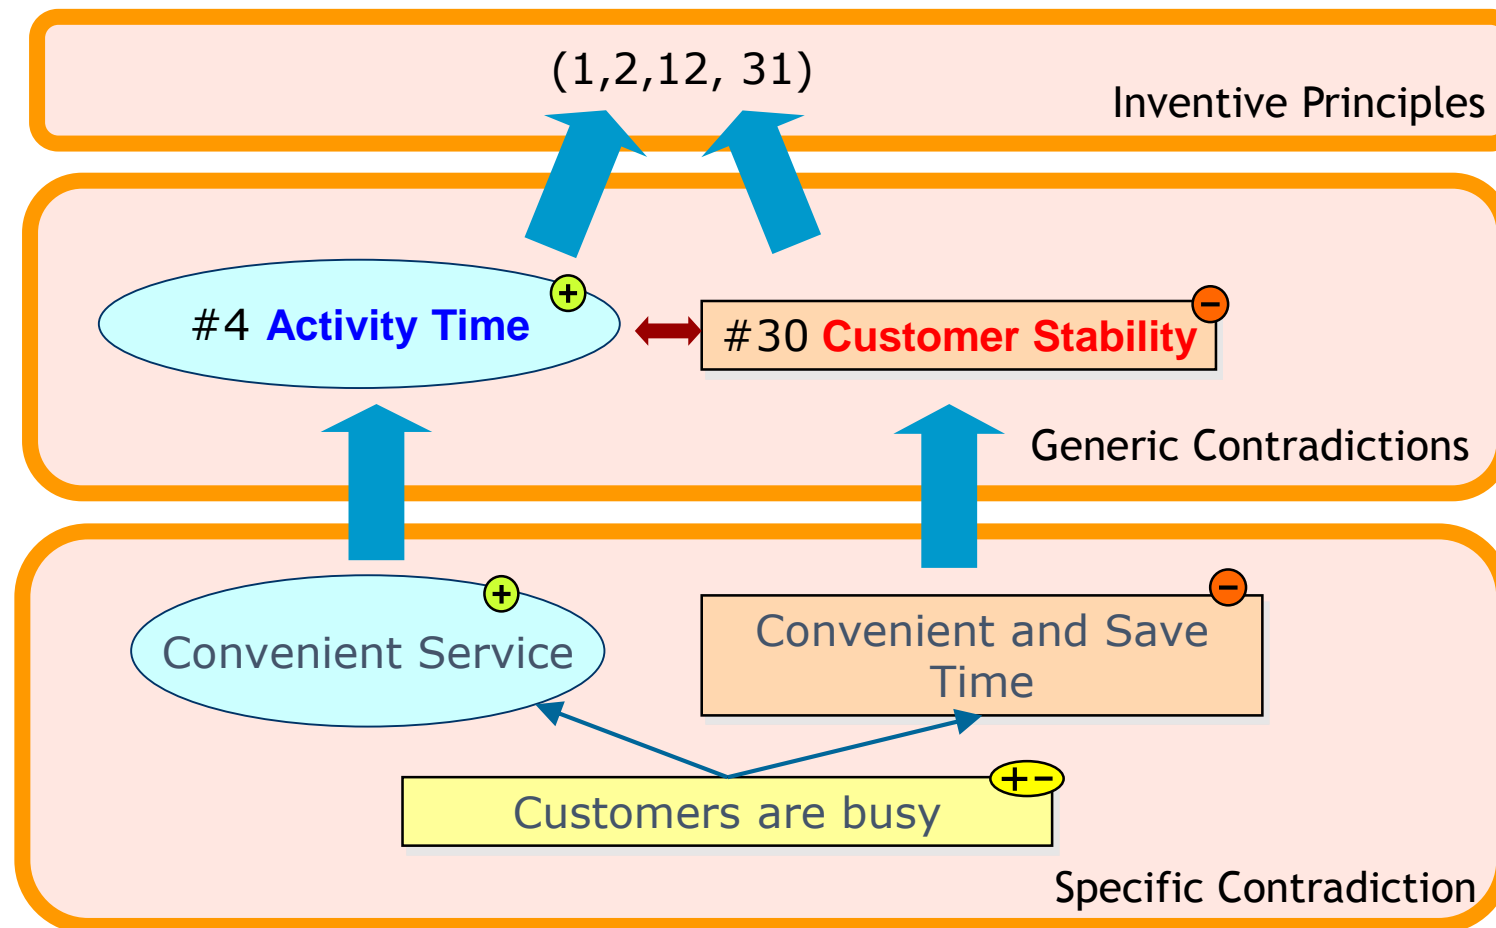 (1,2,12, 31)
Inventive Principles
+
#4 Activity Time
−
#30 Customer Stability
Generic Contradictions
+
Convenient Service
−
Convenient and Save
Time
+−
Customers are busy
Specific Contradiction